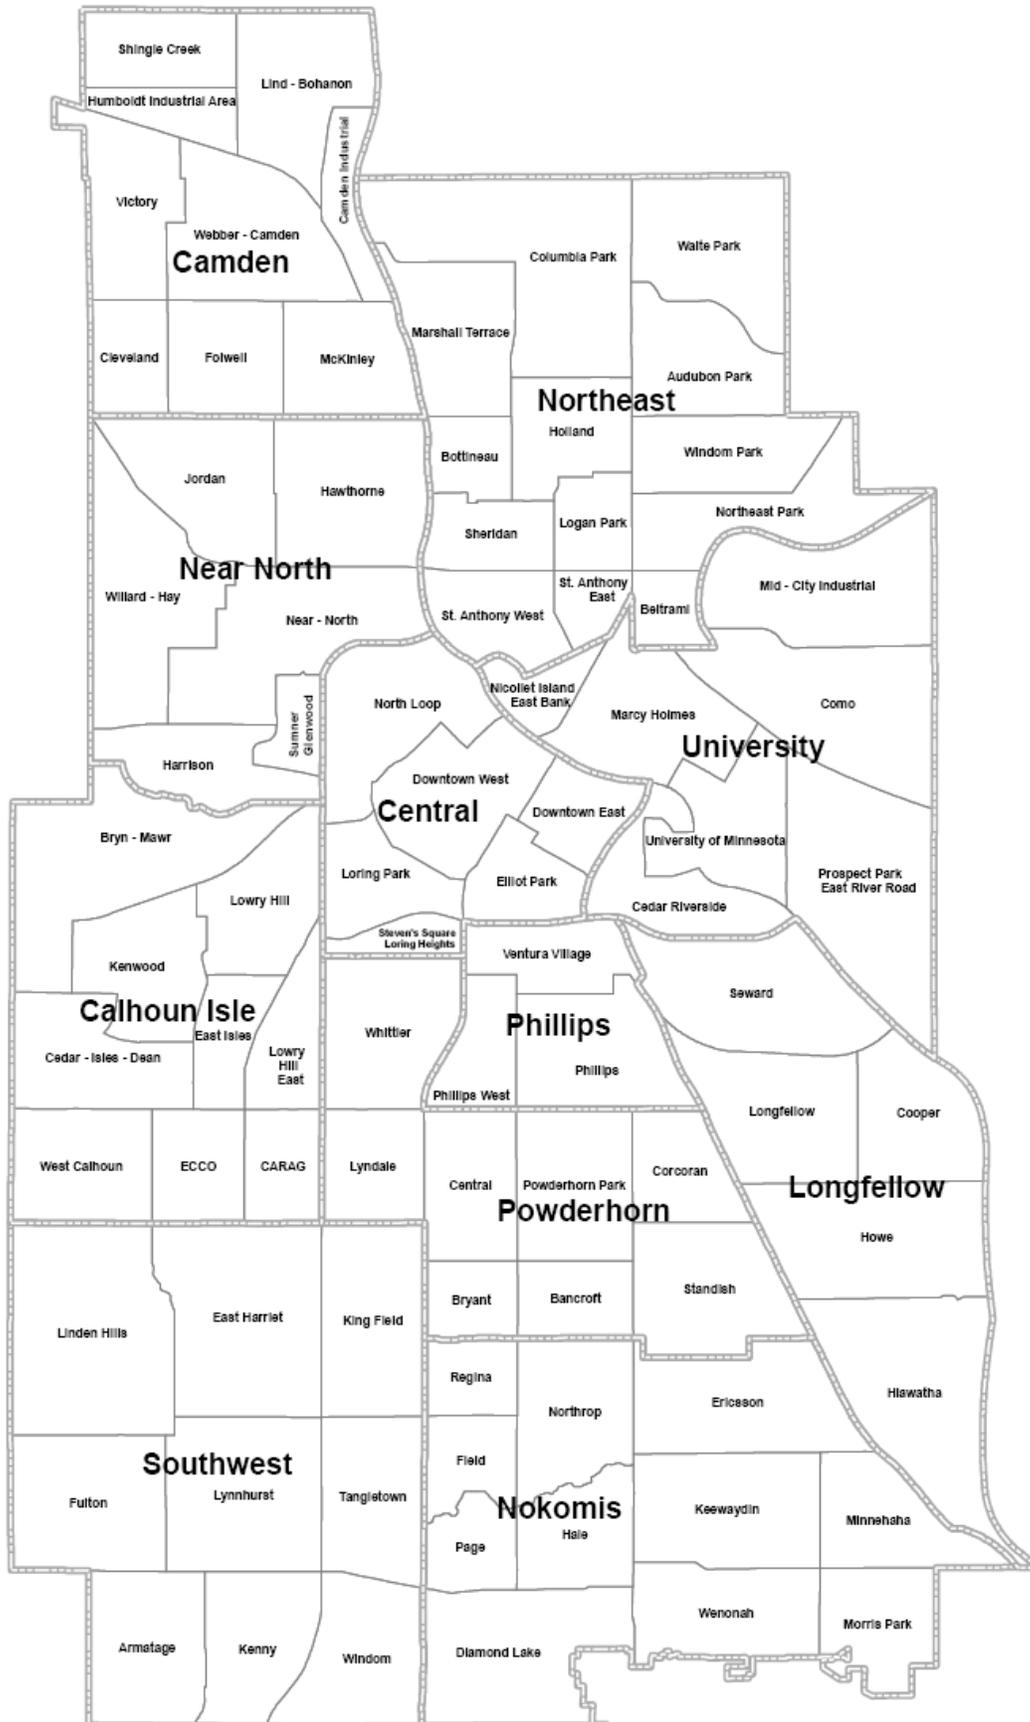 Shingle Creek
Lind - Bohanon
Humboldt Industrial Area
Camden Industrial
Victory
Webber - Camden
Camden
Columbia Park
Waite Park
Marshall Terrace
Cleveland
Folwell
McKinley
Audubon Park
Northeast
Holland
Bottineau
Windom Park
Jordan
Hawthorne
Sheridan
Logan Park
Northeast Park
Near North
Willard - Hay
Near - North
St. Anthony West
St. Anthony
East
Beltrami
Mid - City Industrial
Nicollet Island
East Bank
North Loop
Sumner
Glenwood
Marcy Holmes
Como
University
Harrison
Downtown West
Central
Downtown East
Bryn - Mawr
University of Minnesota
Loring Park
Elliot Park
Prospect Park
East River Road
Lowry Hill
Cedar Riverside
Steven's Square
Loring Heights
Ventura Village
Kenwood
Seward
Calhoun Isle
East Isles
Whittier
Phillips
Cedar - Isles - Dean
Lowry
Hill
East
Phillips
Phillips West
Longfellow
Cooper
West Calhoun
ECCO
CARAG
Lyndale
Central
Powderhorn Park
Corcoran
Longfellow
Powderhorn
Howe
Standish
Bryant
Bancroft
Linden Hills
East Harriet
King Field
Regina
Northrop
Ericsson
Hiawatha
Southwest
Field
Fulton
Lynnhurst
Tangletown
Nokomis
Keewaydin
Minnehaha
Page
Hale
Wenonah
Morris Park
Armatage
Kenny
Windom
Diamond Lake